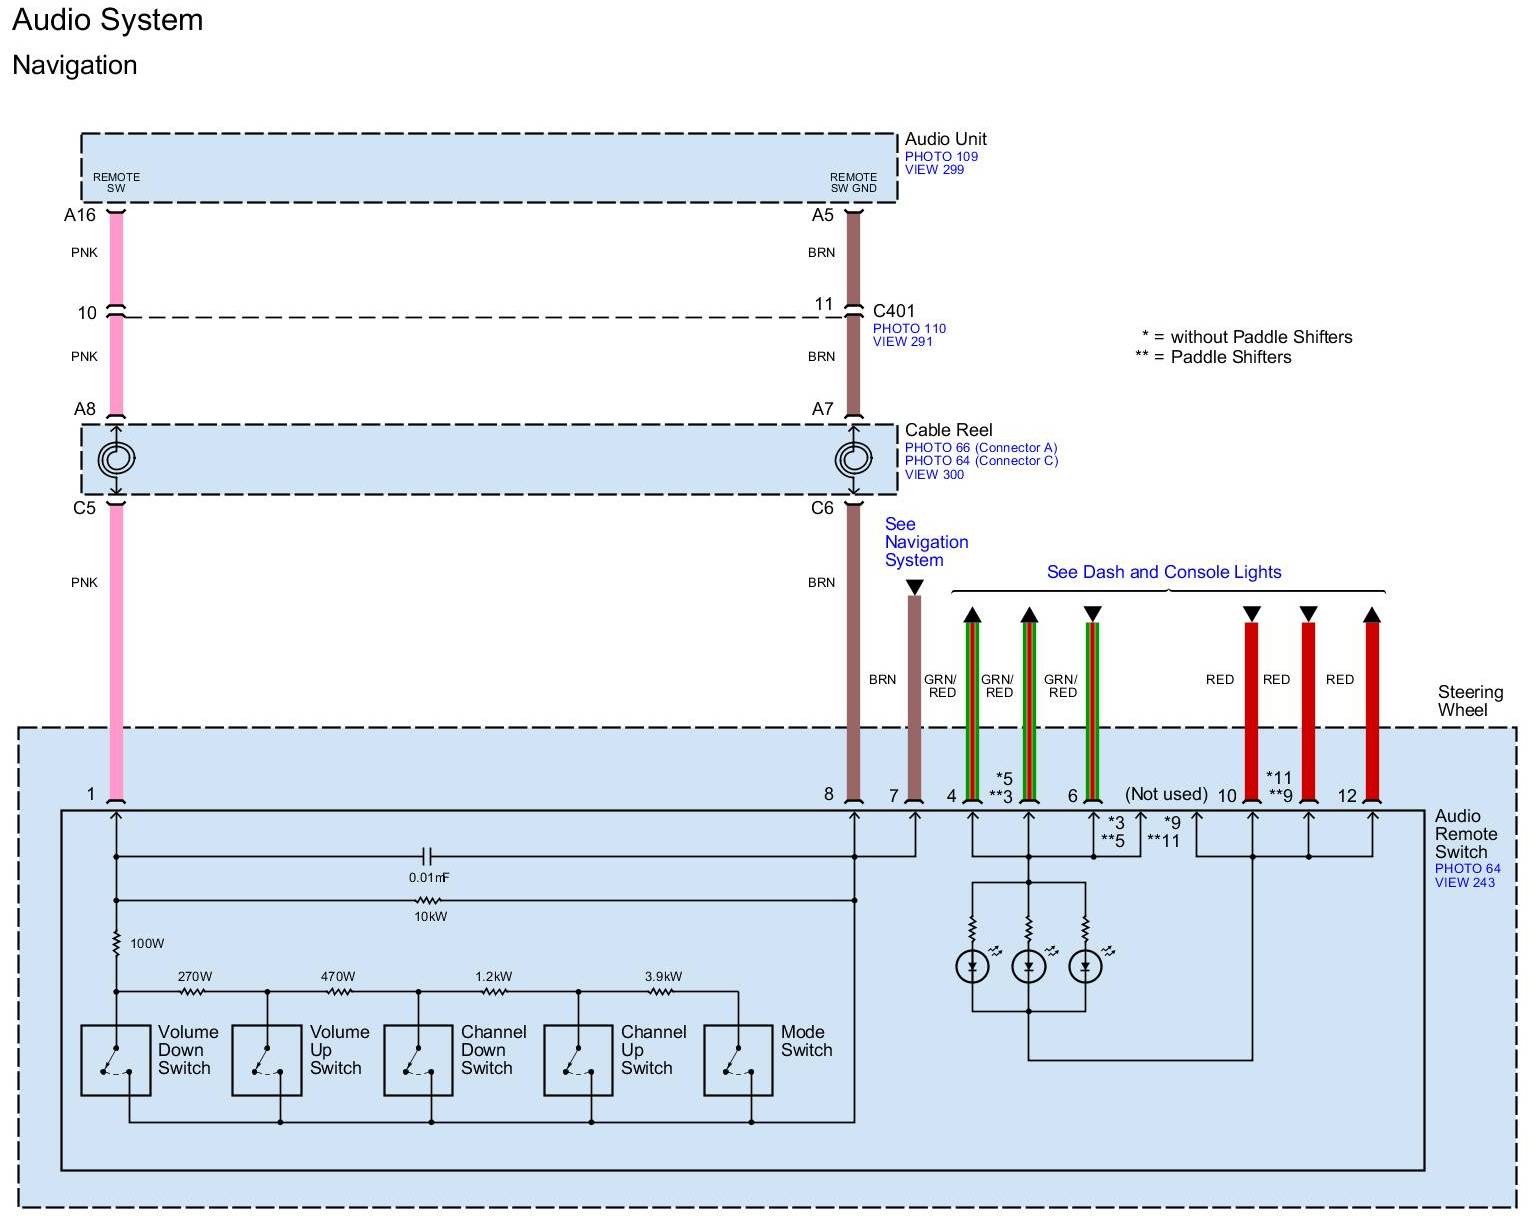 Audio System
Navigation
Audio Unit
PHOTO 109
VIEW 299
REMOTE
SW
REMOTE
SW GND
A16
A5
PNK
BRN
10
11
C401
PHOTO 110
VIEW 291
* = without Paddle Shifters
** = Paddle Shifters
PNK
BRN
A8
A7
Cable Reel
PHOTO 66 (Connector A)
PHOTO 64 (Connector C)
VIEW 300
C5
C6
See
Navigation
System
See Dash and Console Lights
PNK
BRN
BRN
GRN/
RED
GRN/
RED
GRN/
RED
RED
RED
RED
Steering
Wheel
1
8
7
4
*5
**3
6
(Not used)
10
*11
**9
12
*3
**5
*9
**11
Audio
Remote
Switch
PHOTO 64
VIEW 243
0.01mF
10kW
100W
270W
470W
1.2kW
3.9kW
Volume
Down
Switch
Volume
Up
Switch
Channel
Down
Switch
Channel
Up
Switch
Mode
Switch